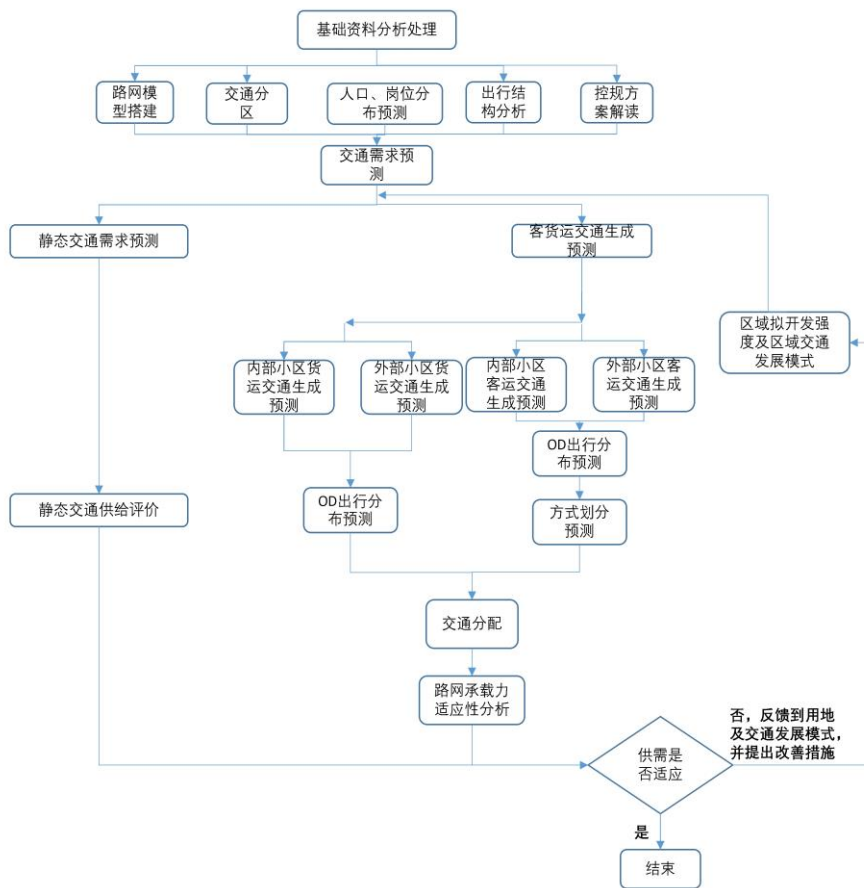 基础资料分析处理
路网模
型搭建
交通分
区
人口、岗位分
布预测
出行结
构分析
控规方
案解读
交通需求预
测
静态交通需求预测
客货运交通生成
预测
区域拟开发强
度及区域交通
发展模式
内部小区货
运交通生成
预测
外部小区货
运交通生成
预测
内部小区
客运交通
生成预测
外部小区客
运交通生成
预测
OD出行分
布预测
静态交通供给评价
OD出行分
布预测
方式划分
预测
交通分配
路网承载力
适应性分析
否，反馈到用地
及交通发展模式，
并提出改善措施
供需是
否适应
是
结束